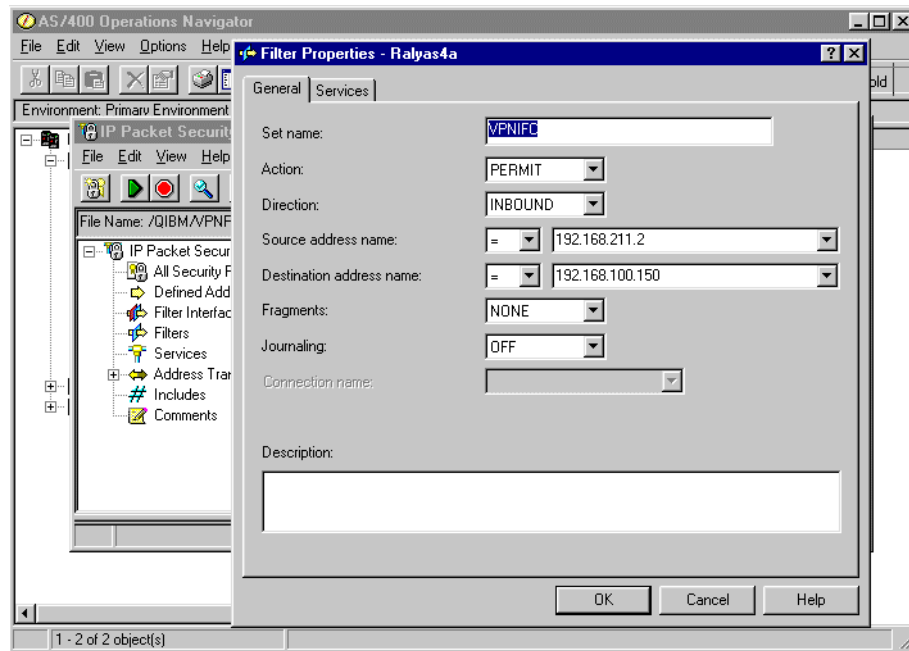 AS/400 Operations Navigator
File Edit View Options Help
Environment: Primary Environment
old
IP Packet Securit
File Edit View Help
File Name: /QIBM/VPNF
IP Packet Secur
All Security F
Defined Add
Filter Interfac
Filters
Services
Address Tran
Includes
Comments
1 - 2 of 2 object(s)
Filter Properties - Ralyas4a
General Services
Set name: VPNIFC
Action: PERMIT
Direction: INBOUND
Source address name: = 192.168.211.2
Destination address name: = 192.168.100.150
Fragments: NONE
Journaling: OFF
Connection name:
Description:
OK Cancel Help